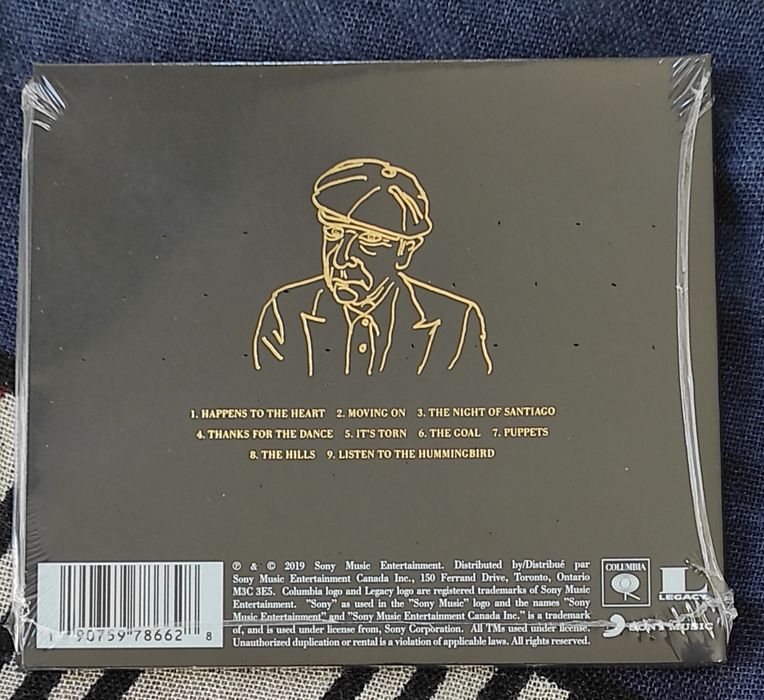 1. HAPPENS TO THE HEART 2. MOVING ON 3. THE NIGHT OF SANTIAGO
4. THANKS FOR THE DANCE 5. IT'S TORN 6. THE GOAL 7. PUPPETS
8. THE HILLS 9. LISTEN TO THE HUMMINGBIRD
℗ & © 2019 Sony Music Entertainment. Distributed by/Distribué par
Sony Music Entertainment Canada Inc., 150 Ferrand Drive, Toronto, Ontario
M3C 3E5. Columbia logo and Legacy logo are registered trademarks of Sony Music
Entertainment. "Sony" as used in the "Sony Music" logo and the names "Sony
Music Entertainment" and "Sony Music Entertainment Canada Inc." is a trademark
of, and is used under license from, Sony Corporation. All TMs used under license.
Unauthorized duplication or rental is a violation of applicable laws. All rights reserved.
1 90759 78662 8
COLUMBIA
L
LEGACY
SONY MUSIC